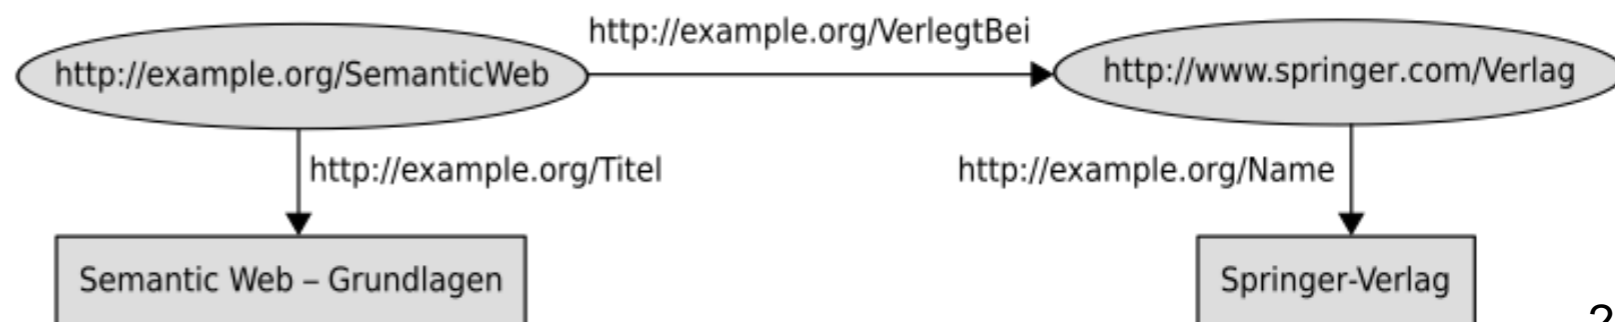 http://example.org/VerlegtBei
http://example.org/SemanticWeb
http://www.springer.com/Verlag
http://example.org/Titel
http://example.org/Name
Semantic Web – Grundlagen
Springer-Verlag